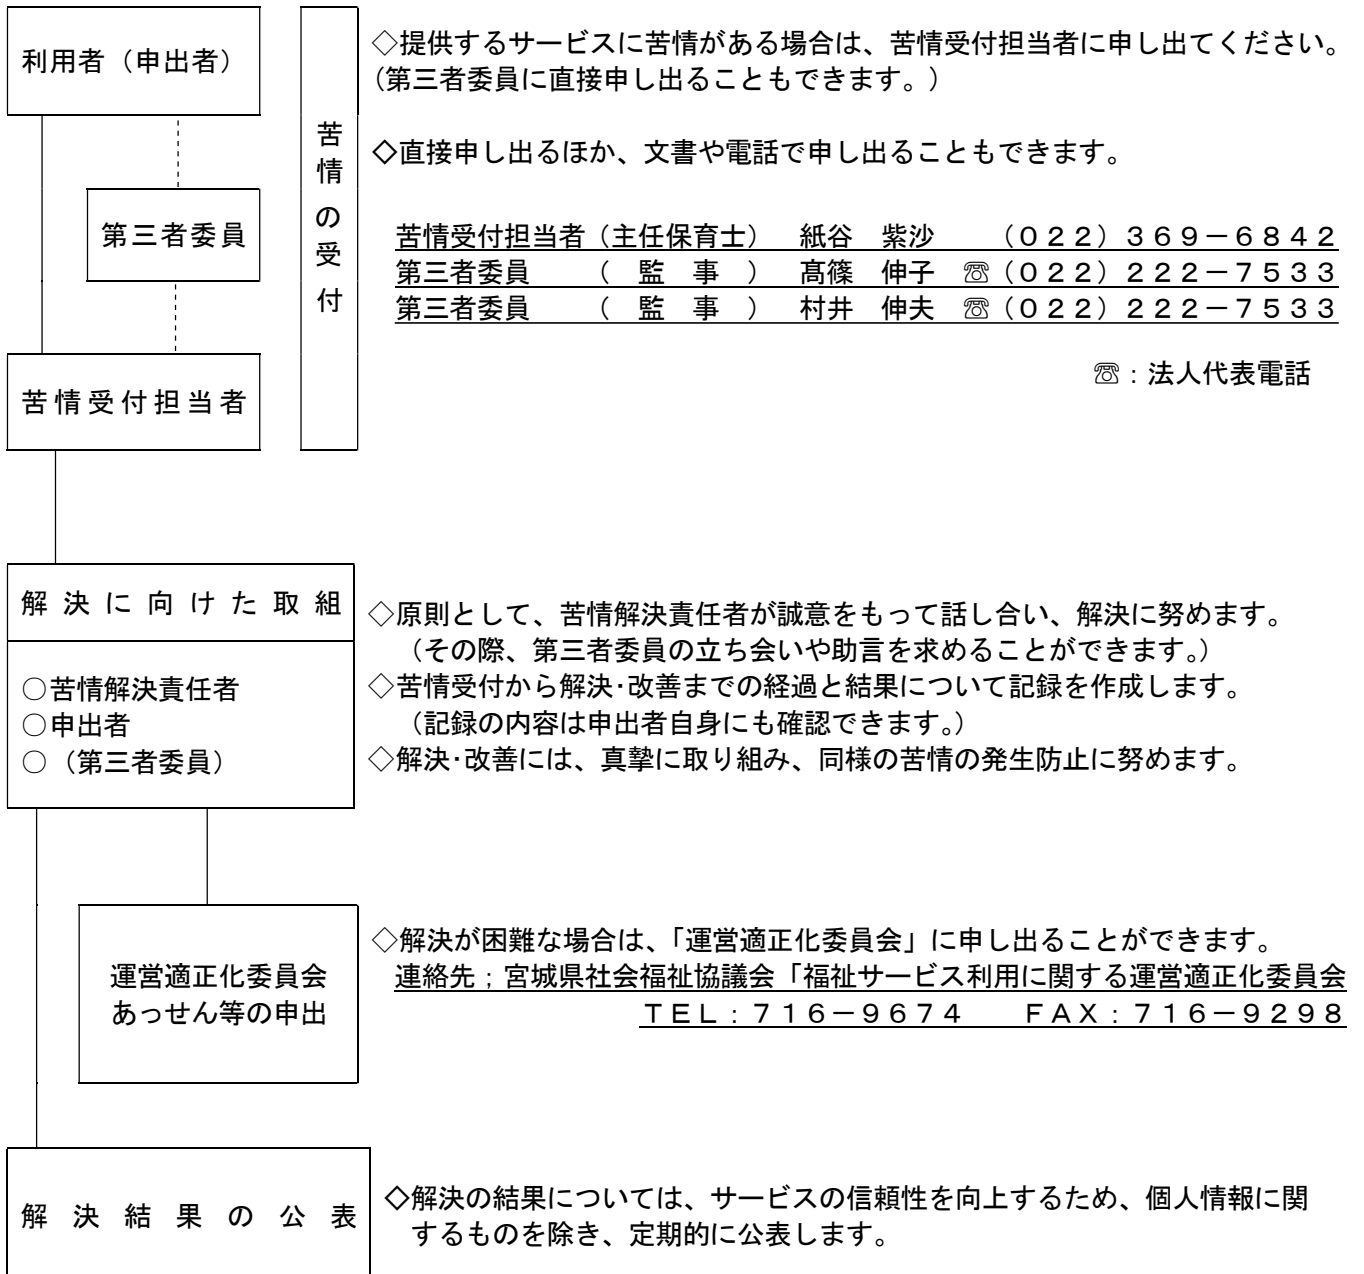 利用者（申出者）
◇提供するサービスに苦情がある場合は、苦情受付担当者に申し出てください。
（第三者委員に直接申し出ることもできます。）
苦情の受付
◇直接申し出るほか、文書や電話で申し出ることもできます。
第三者委員
苦情受付担当者（主任保育士）　紙谷　紫沙　　（０２２）３６９－６８４２
第三者委員　　（　監　事　）　髙篠　伸子　☏（０２２）２２２－７５３３
第三者委員　　（　監　事　）　村井　伸夫　☏（０２２）２２２－７５３３
☏：法人代表電話
苦情受付担当者
解決に向けた取組
◇原則として、苦情解決責任者が誠意をもって話し合い、解決に努めます。
（その際、第三者委員の立ち会いや助言を求めることができます。）
○苦情解決責任者
○申出者
○（第三者委員）
◇苦情受付から解決･改善までの経過と結果について記録を作成します。
（記録の内容は申出者自身にも確認できます。）
◇解決･改善には、真摯に取り組み、同様の苦情の発生防止に努めます。
運営適正化委員会
あっせん等の申出
◇解決が困難な場合は、「運営適正化委員会」に申し出ることができます。
連絡先；宮城県社会福祉協議会「福祉サービス利用に関する運営適正化委員会
ＴＥＬ：７１６－９６７４　　ＦＡＸ：７１６－９２９８
解決結果の公表
◇解決の結果については、サービスの信頼性を向上するため、個人情報に関
するものを除き、定期的に公表します。